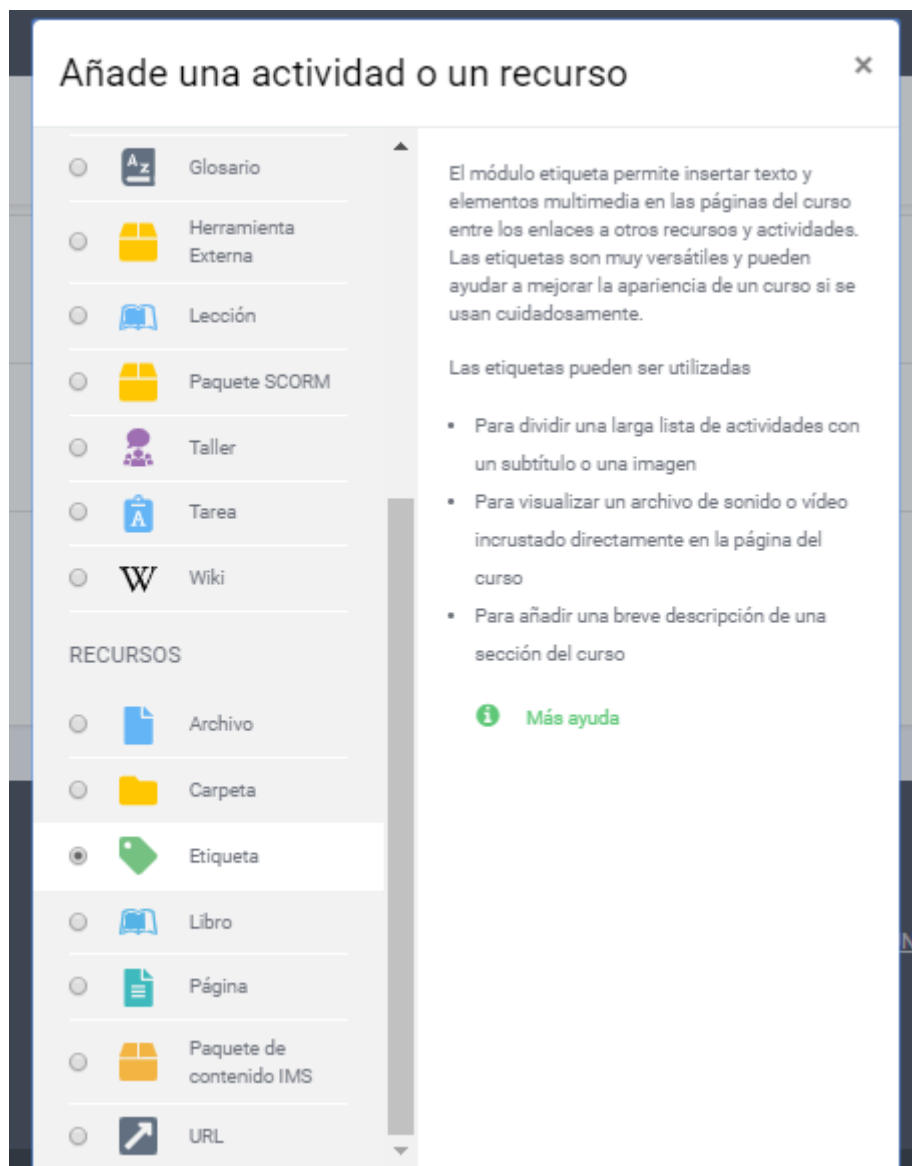 Añade una actividad o un recurso
×
Glosario
Herramienta
Externa
Lección
Paquete SCORM
Taller
Tarea
Wiki
RECURSOS
Archivo
Carpeta
Etiqueta
Libro
Página
Paquete de
contenido IMS
URL
El módulo etiqueta permite insertar texto y
elementos multimedia en las páginas del curso
entre los enlaces a otros recursos y actividades.
Las etiquetas son muy versátiles y pueden
ayudar a mejorar la apariencia de un curso si se
usan cuidadosamente.
Las etiquetas pueden ser utilizadas
• Para dividir una larga lista de actividades con
un subtítulo o una imagen
• Para visualizar un archivo de sonido o vídeo
incrustado directamente en la página del
curso
• Para añadir una breve descripción de una
sección del curso
Más ayuda